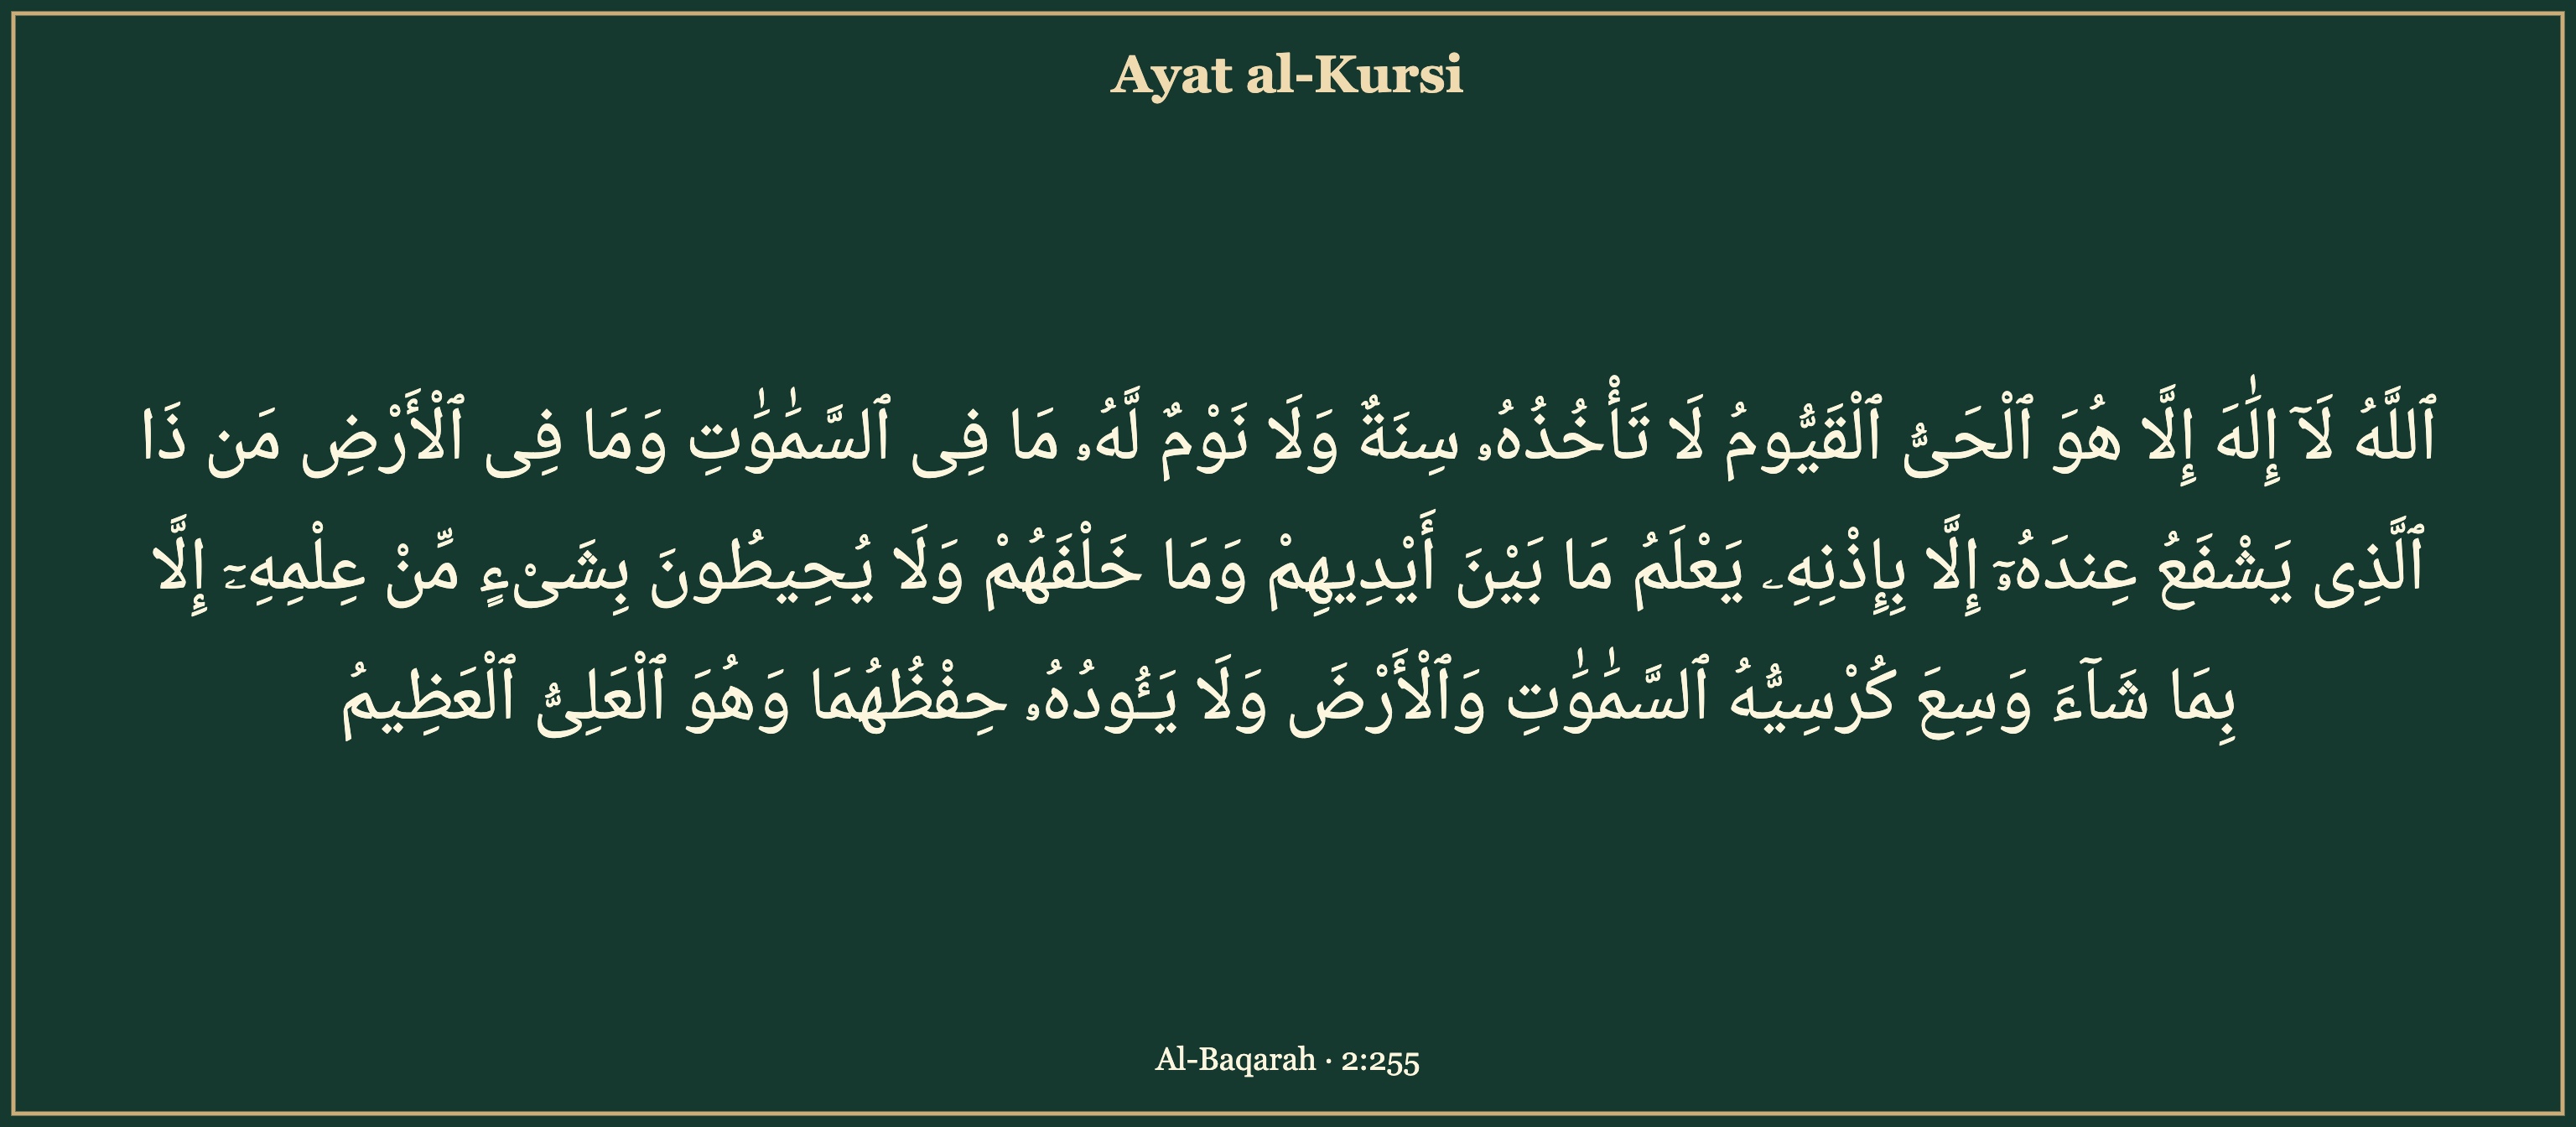 Ayat al-Kursi
ٱللَّهُ لَآ إِلَٰهَ إِلَّا هُوَ ٱلْحَىُّ ٱلْقَيُّومُ لَا تَأْخُذُهُۥ سِنَةٌ وَلَا نَوْمٌ لَّهُۥ مَا فِى ٱلسَّمَٰوَٰتِ وَمَا فِى ٱلْأَرْضِ مَن ذَا
ٱلَّذِى يَشْفَعُ عِندَهُۥٓ إِلَّا بِإِذْنِهِۦ يَعْلَمُ مَا بَيْنَ أَيْدِيهِمْ وَمَا خَلْفَهُمْ وَلَا يُحِيطُونَ بِشَىْءٍ مِّنْ عِلْمِهِۦٓ إِلَّا
بِمَا شَآءَ وَسِعَ كُرْسِيُّهُ ٱلسَّمَٰوَٰتِ وَٱلْأَرْضَ وَلَا يَـُٔودُهُۥ حِفْظُهُمَا وَهُوَ ٱلْعَلِىُّ ٱلْعَظِيمُ
Al-Baqarah · 2:255